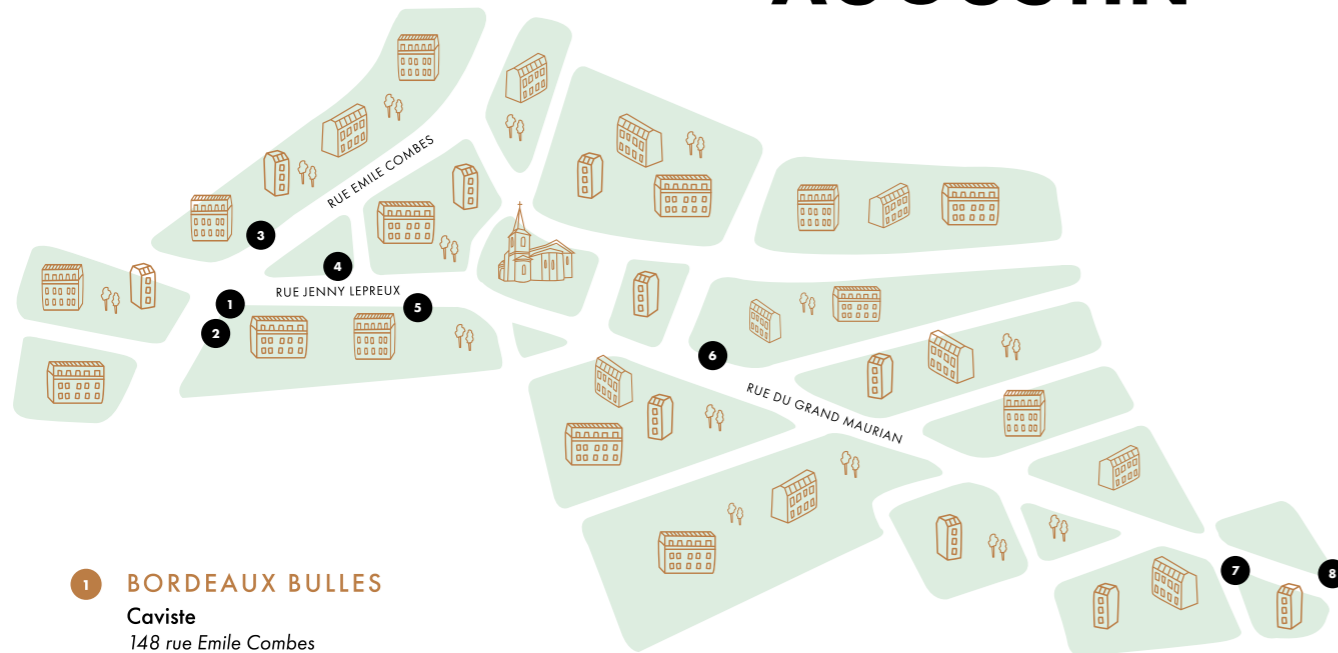 AUGUSTIN
RUE EMILE COMBES
3
4
RUE JENNY LEPREUX
1
5
2
6
RUE DU GRAND MAURIAN
7
8
1 BORDEAUX BULLES
Caviste
148 rue Emile Combes